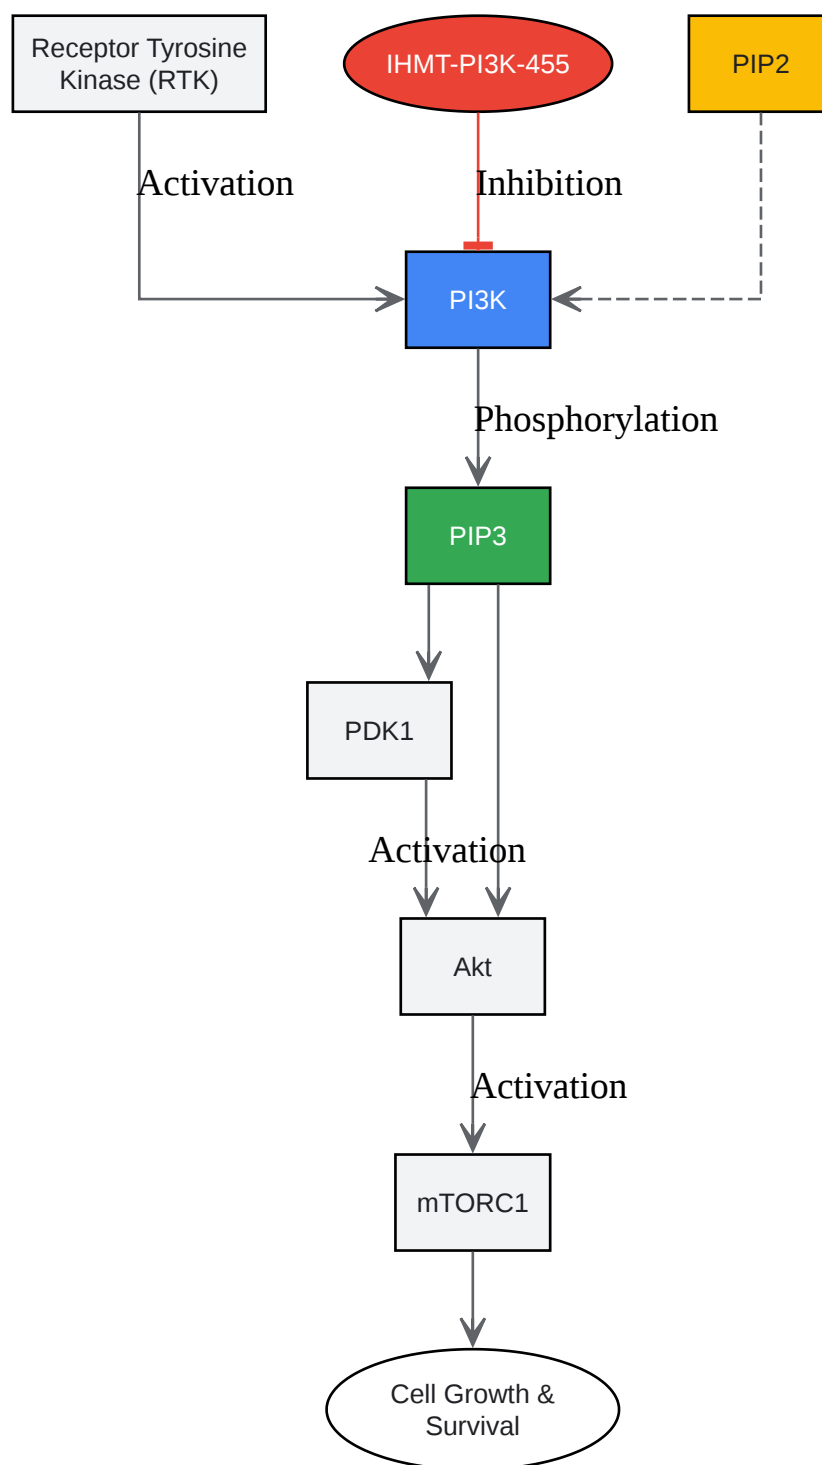 Receptor Tyrosine
Kinase (RTK)
IHMT-PI3K-455
PIP2
Activation
Inhibition
PI3K
Phosphorylation
PIP3
PDK1
Activation
Akt
Activation
mTORC1
Cell Growth &
Survival